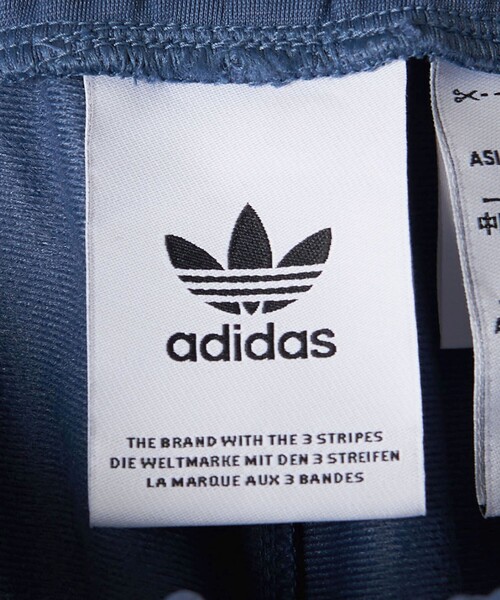 adidas
THE BRAND WITH THE 3 STRIPES
DIE WELTMARKE MIT DEN 3 STREIFEN
LA MARQUE AUX 3 BANDES